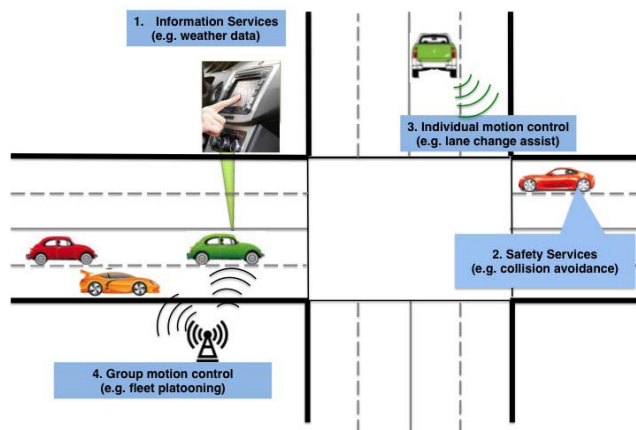 1. Information Services
(e.g. weather data)
3. Individual motion control
(e.g. lane change assist)
2. Safety Services
(e.g. collision avoidance)
4. Group motion control
(e.g. fleet platooning)